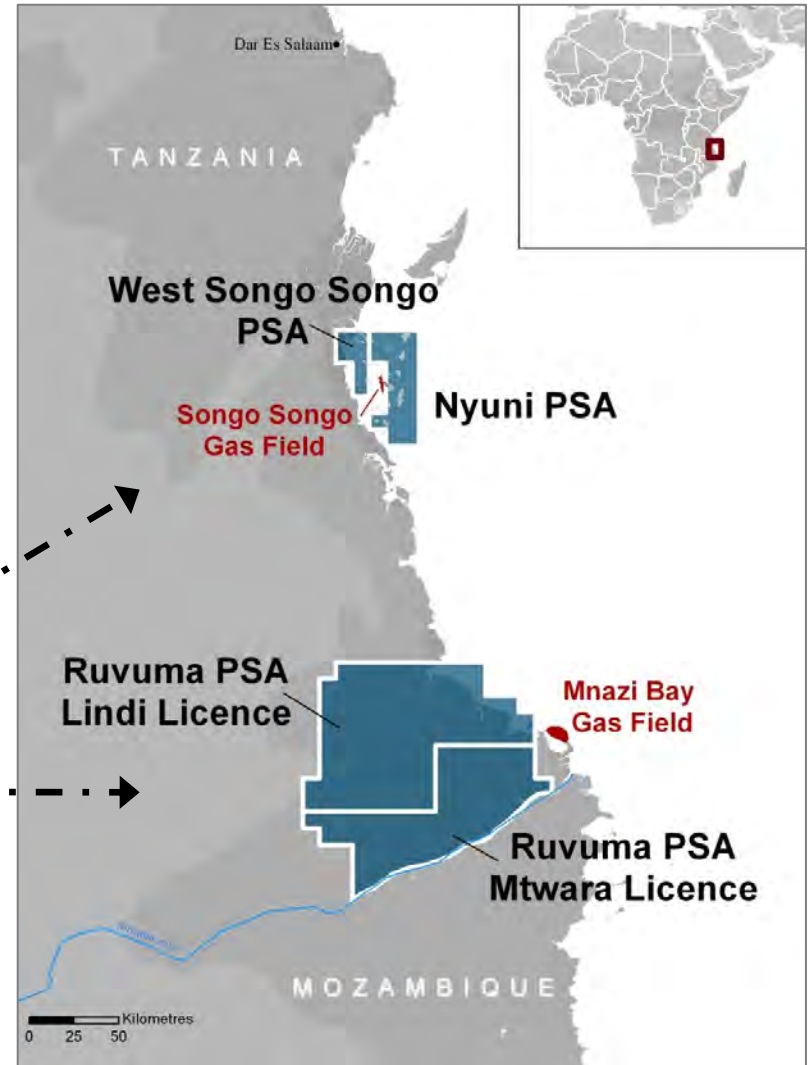 Dar Es Salaam
TANZANIA
West Songo Songo
PSA
Songo Songo
Gas Field
Nyuni PSA
Ruvuma PSA
Lindi Licence
Mnazi Bay
Gas Field
Ruvuma PSA
Mtwara Licence
MOZAMBIQUE
Kilometres
0 25 50